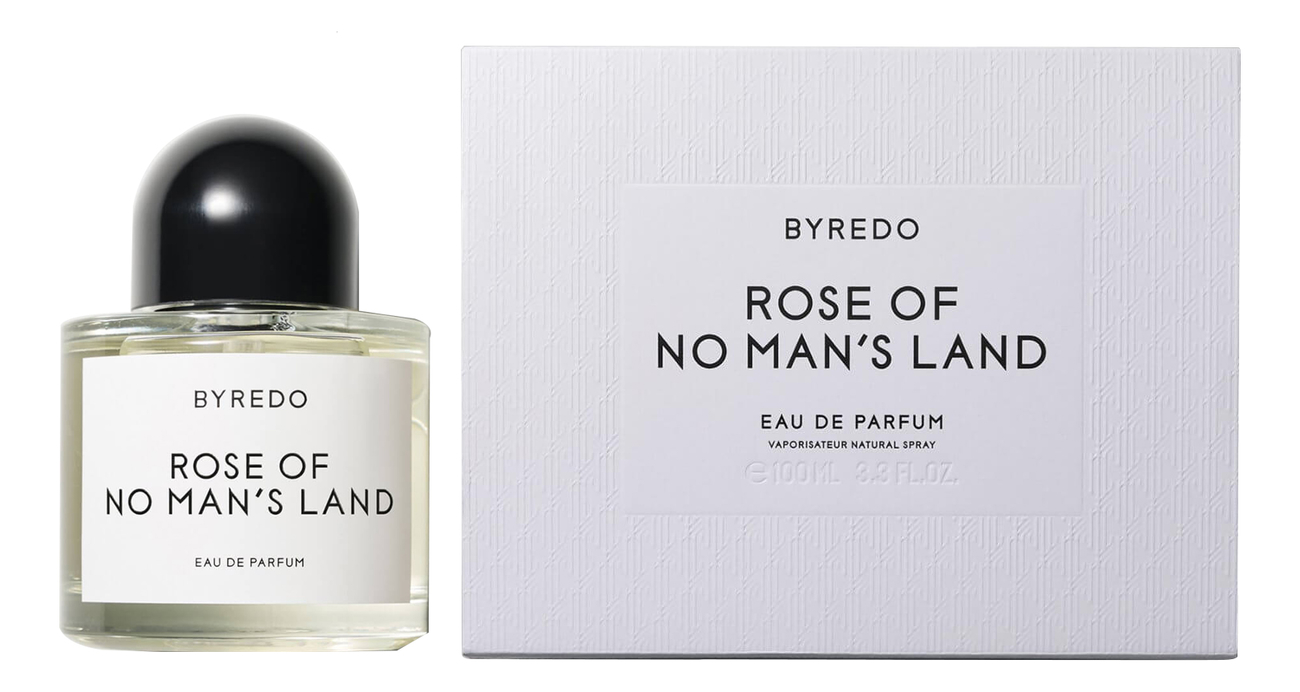 BYREDO
ROSE OF
NO MAN'S LAND
EAU DE PARFUM
BYREDO
ROSE OF
NO MAN'S LAND
EAU DE PARFUM
VAPORISATEUR NATURAL SPRAY
℮100ML 3.3 FL.OZ.